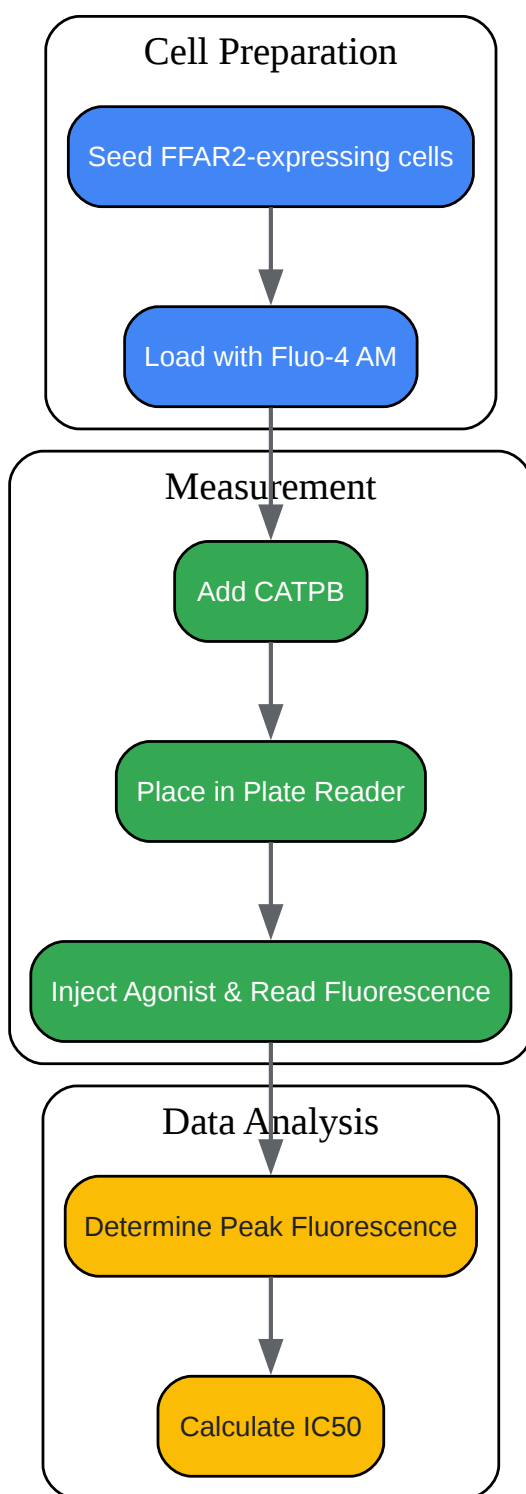 Cell Preparation
Seed FFAR2-expressing cells
Load with Fluo-4 AM
Measurement
Add CATPB
Place in Plate Reader
Inject Agonist & Read Fluorescence
Data Analysis
Determine Peak Fluorescence
Calculate IC50